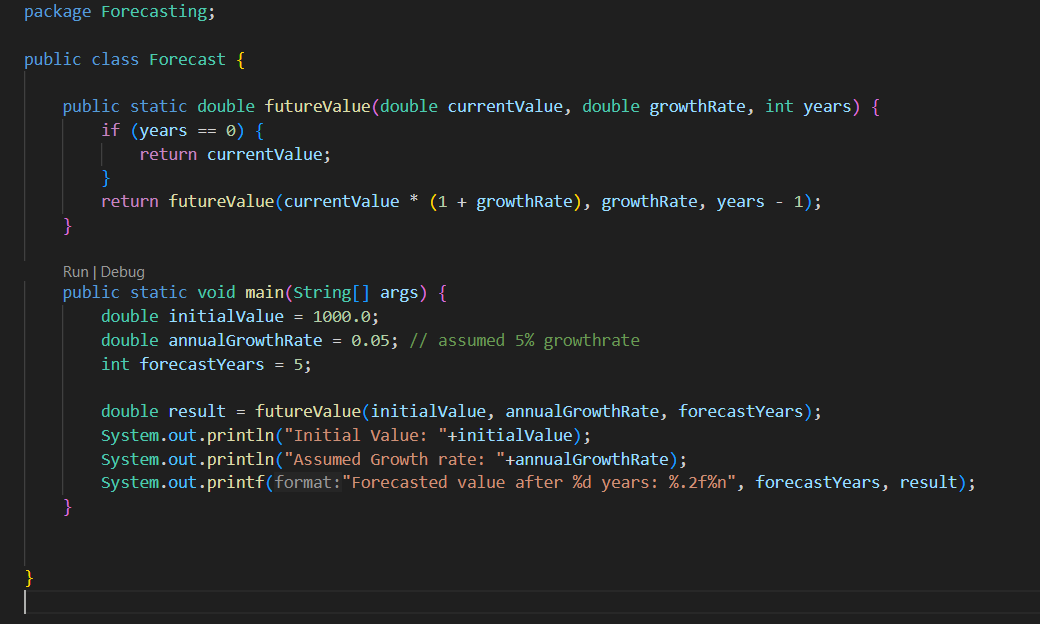 package Forecasting;
public class Forecast {
public static double futureValue(double currentValue, double growthRate, int years) {
if (years == 0) {
return currentValue;
}
return futureValue(currentValue * (1 + growthRate), growthRate, years - 1);
}
Run | Debug
public static void main(String[] args) {
double initialValue = 1000.0;
double annualGrowthRate = 0.05; // assumed 5% growthrate
int forecastYears = 5;
double result = futureValue(initialValue, annualGrowthRate, forecastYears);
System.out.println("Initial Value: "+initialValue);
System.out.println("Assumed Growth rate: "+annualGrowthRate);
System.out.printf(format:"Forecasted value after %d years: %.2f%n", forecastYears, result);
}
}